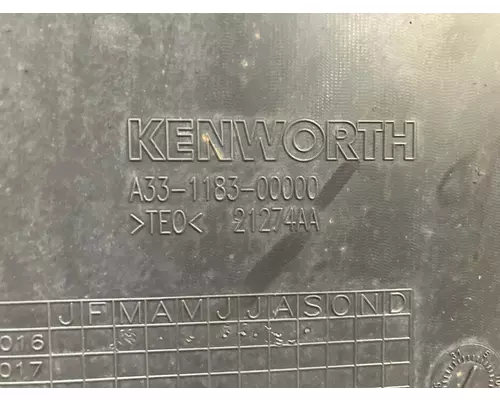 KENWORTH
A33-1183-00000
>TEO< 21274AA
J F M A M J J A S O N D
016
017